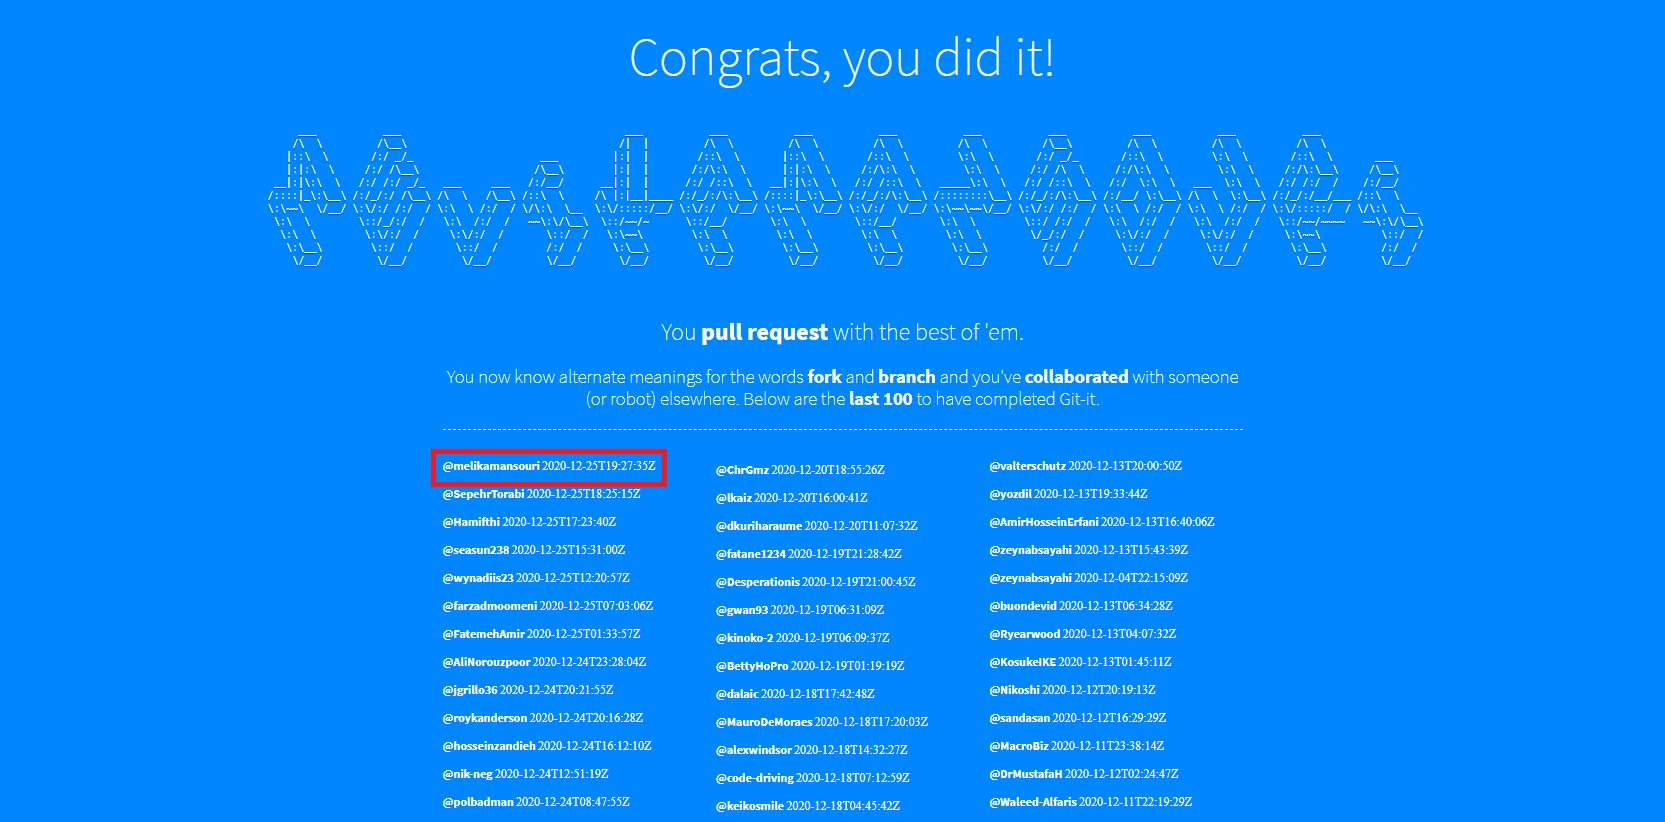 Congrats, you did it!
MELIKAMANSOURI
You pull request with the best of 'em.
You now know alternate meanings for the words fork and branch and you've collaborated with someone
(or robot) elsewhere. Below are the last 100 to have completed Git-it.
@melikamansouri 2020-12-25T19:27:35Z
@SepehrTorabi 2020-12-25T18:25:15Z
@Hamifthi 2020-12-25T17:23:40Z
@seasun238 2020-12-25T15:31:00Z
@wynadiis23 2020-12-25T12:20:57Z
@farzadmoomeni 2020-12-25T07:03:06Z
@FatemehAmir 2020-12-25T01:33:57Z
@AliNorouzpoor 2020-12-24T23:28:04Z
@jgrillo36 2020-12-24T20:21:55Z
@roykanderson 2020-12-24T20:16:28Z
@hosseinzandieh 2020-12-24T16:12:10Z
@nik-neg 2020-12-24T12:51:19Z
@polbadman 2020-12-24T08:47:55Z
@ChrGmz 2020-12-20T18:55:26Z
@lkaiz 2020-12-20T16:00:41Z
@dkuriharaume 2020-12-20T11:07:32Z
@fatane1234 2020-12-19T21:28:42Z
@Desperationis 2020-12-19T21:00:45Z
@gwan93 2020-12-19T06:31:09Z
@kinoko-2 2020-12-19T06:09:37Z
@BettyHoPro 2020-12-19T01:19:19Z
@dalaic 2020-12-18T17:42:48Z
@MauroDeMoraes 2020-12-18T17:20:03Z
@alexwindsor 2020-12-18T14:32:27Z
@code-driving 2020-12-18T07:12:59Z
@keikosmile 2020-12-18T04:45:42Z
@valterschutz 2020-12-13T20:00:50Z
@yozdil 2020-12-13T19:33:44Z
@AmirHosseinErfani 2020-12-13T16:40:06Z
@zeynabsayahi 2020-12-13T15:43:39Z
@zeynabsayahi 2020-12-04T22:15:09Z
@buondevid 2020-12-13T06:34:28Z
@Ryearwood 2020-12-13T04:07:32Z
@KosukeIKE 2020-12-13T01:45:11Z
@Nikoshi 2020-12-12T20:19:13Z
@sandasan 2020-12-12T16:29:29Z
@MacroBiz 2020-12-11T23:38:14Z
@DrMustafaH 2020-12-12T02:24:47Z
@Waleed-Alfaris 2020-12-11T22:19:29Z